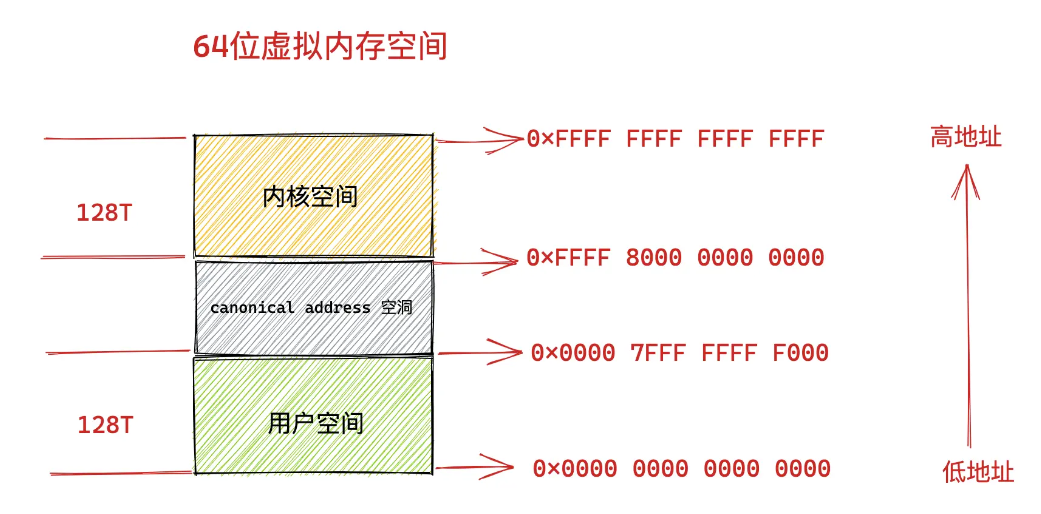 64位虚拟内存空间
0×FFFF FFFF FFFF FFFF
高地址
内核空间
128T
0×FFFF 8000 0000 0000
canonical address 空洞
0×0000 7FFF FFFF F000
用户空间
128T
0×0000 0000 0000 0000
低地址